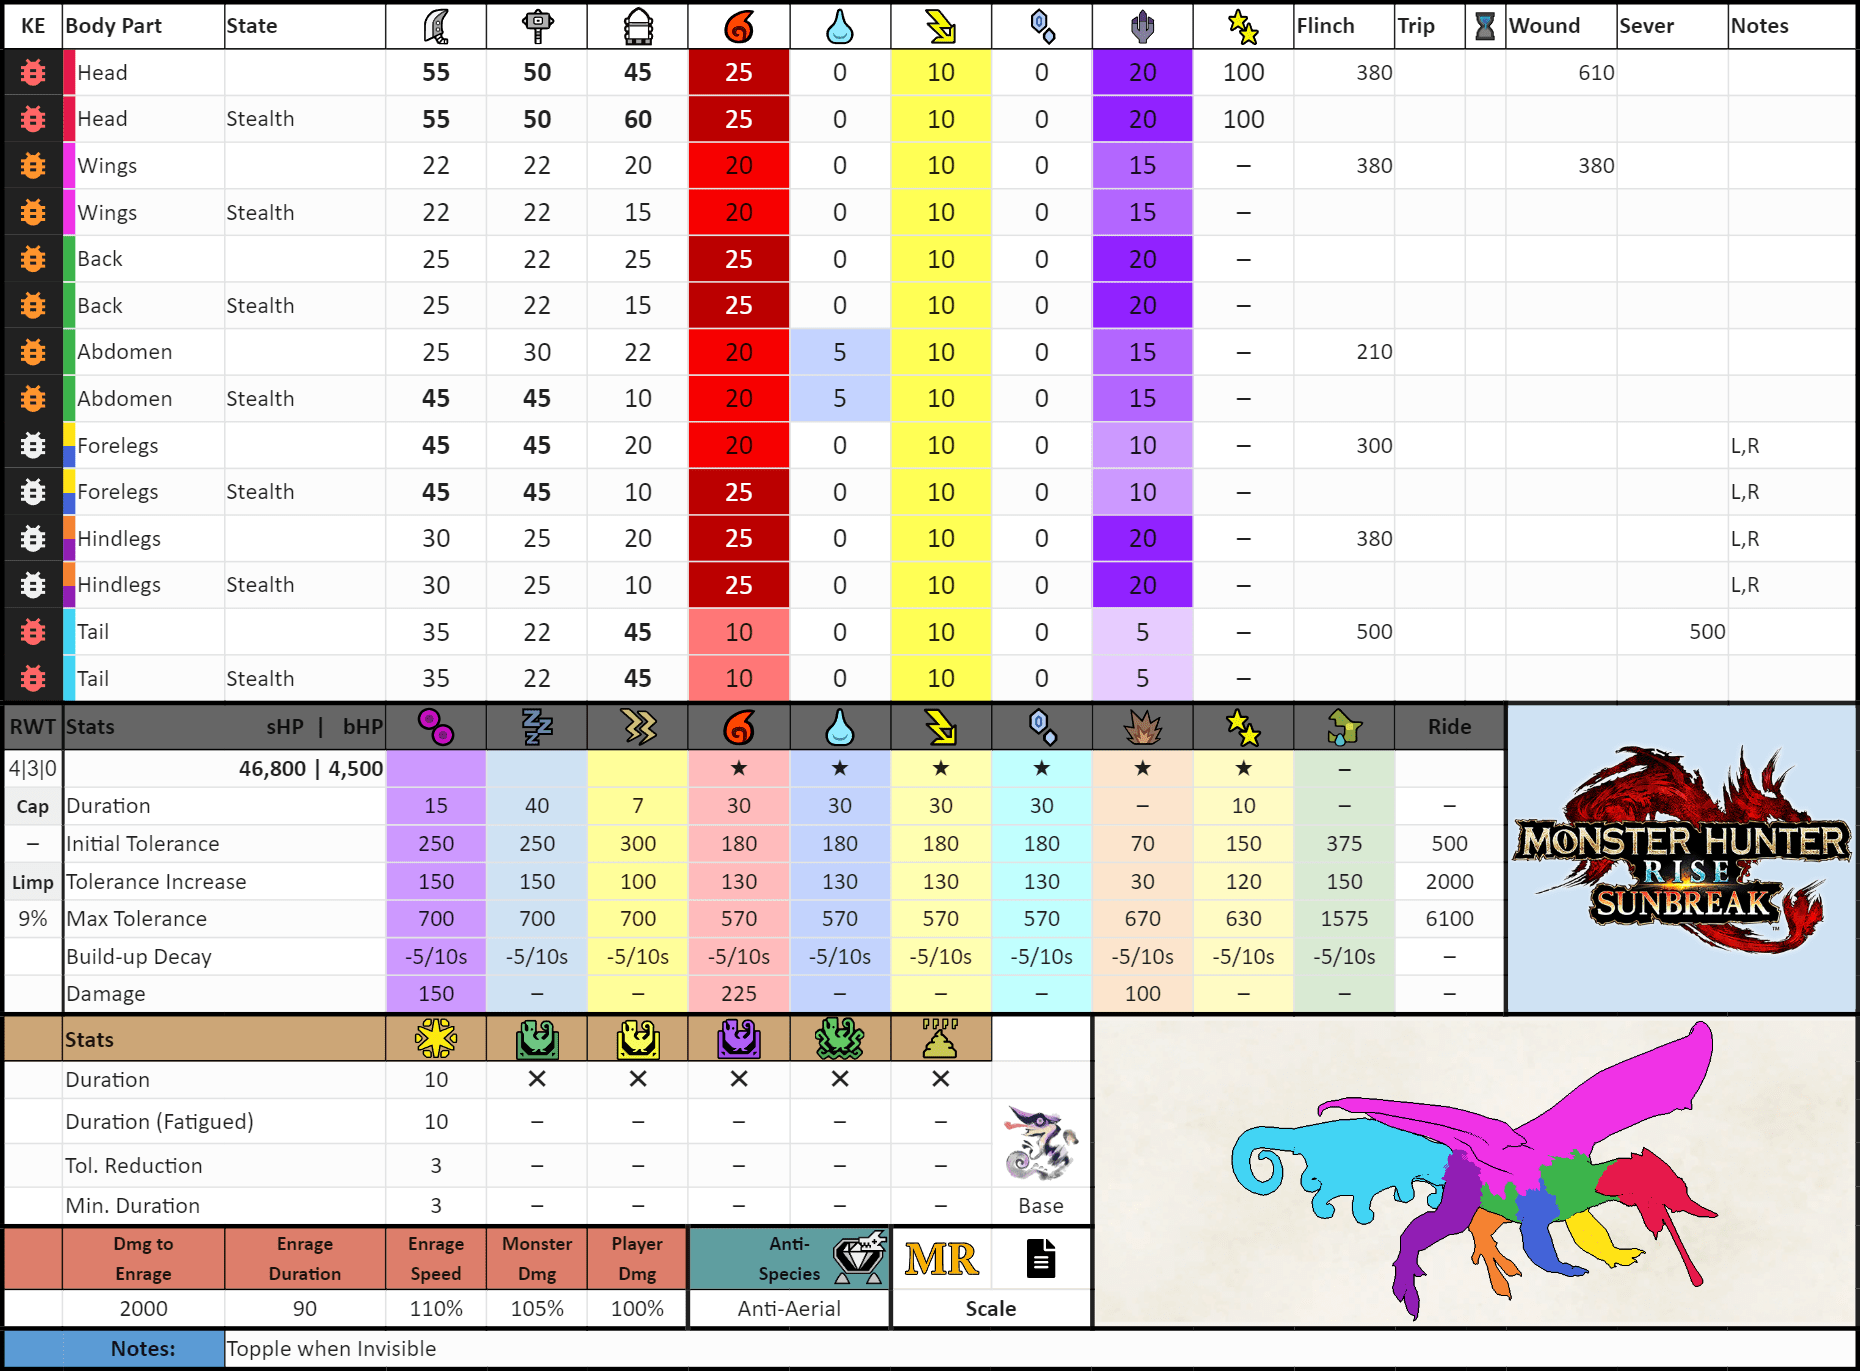 KE Body Part State Flinch Trip Wound Sever Notes
Head 55 50 45 25 0 10 0 20 100 380 610
Head Stealth 55 50 60 25 0 10 0 20 100
Wings 22 22 20 20 0 10 0 15 – 380 380
Wings Stealth 22 22 15 20 0 10 0 15 –
Back 25 22 25 25 0 10 0 20 –
Back Stealth 25 22 15 25 0 10 0 20 –
Abdomen 25 30 22 20 5 10 0 15 – 210
Abdomen Stealth 45 45 10 20 5 10 0 15 –
Forelegs 45 45 20 20 0 10 0 10 – 300 L,R
Forelegs Stealth 45 45 10 25 0 10 0 10 – L,R
Hindlegs 30 25 20 25 0 10 0 20 – 380 L,R
Hindlegs Stealth 30 25 10 25 0 10 0 20 – L,R
Tail 35 22 45 10 0 10 0 5 – 500 500
Tail Stealth 35 22 45 10 0 10 0 5 –
RWT Stats sHP | bHP Ride
4|3|0 46,800 | 4,500 ★ ★ ★ ★ ★ ★ –
Cap Duration 15 40 7 30 30 30 30 – 10 – –
– Initial Tolerance 250 250 300 180 180 180 180 70 150 375 500
Limp Tolerance Increase 150 150 100 130 130 130 130 30 120 150 2000
9% Max Tolerance 700 700 700 570 570 570 570 670 630 1575 6100
Build-up Decay -5/10s -5/10s -5/10s -5/10s -5/10s -5/10s -5/10s -5/10s -5/10s -5/10s –
Damage 150 – – 225 – – – 100 – – –
MONSTER HUNTER
RISE
SUNBREAK
TM
Stats
Duration 10 ✕ ✕ ✕ ✕ ✕
Duration (Fatigued) 10 – – – – –
Tol. Reduction 3 – – – – –
Min. Duration 3 – – – – – Base
Dmg to Enrage Enrage Duration Enrage Speed Monster Dmg Player Dmg Anti-Species MR
2000 90 110% 105% 100% Anti-Aerial Scale
Notes: Topple when Invisible